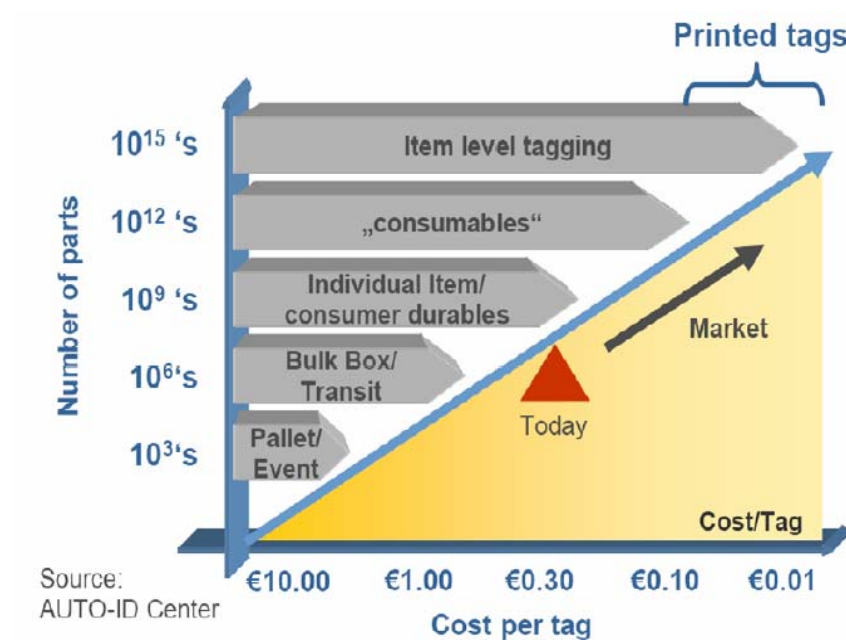 Printed tags
10¹⁵ ‘s
Item level tagging
10¹² ‘s
„consumables“
10⁹ ‘s
Individual Item/
consumer durables
10⁶‘s
Bulk Box/
Transit
10³‘s
Pallet/
Event
Number of parts
Market
Today
Cost/Tag
€10.00 €1.00 €0.30 €0.10 €0.01
Cost per tag
Source:
AUTO-ID Center